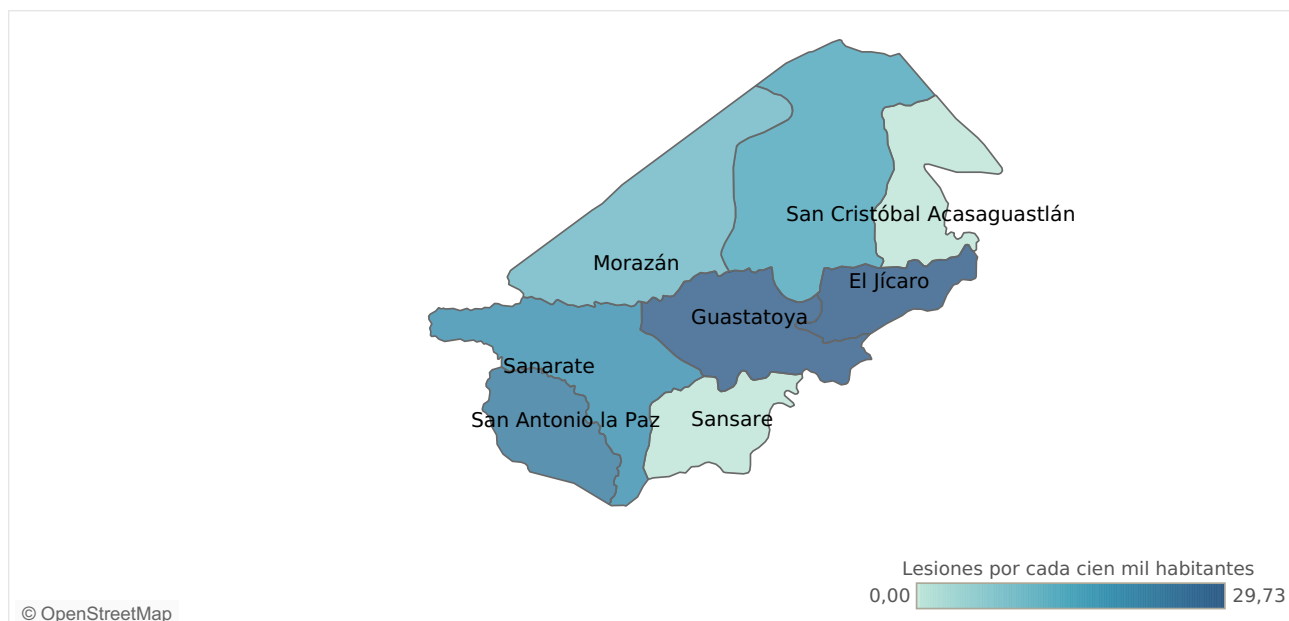 San Cristóbal Acasaguastlán
Morazán
El Jícaro
Guastatoya
Sanarate
San Antonio la Paz
Sansare
Lesiones por cada cien mil habitantes
0,00
29,73
© OpenStreetMap